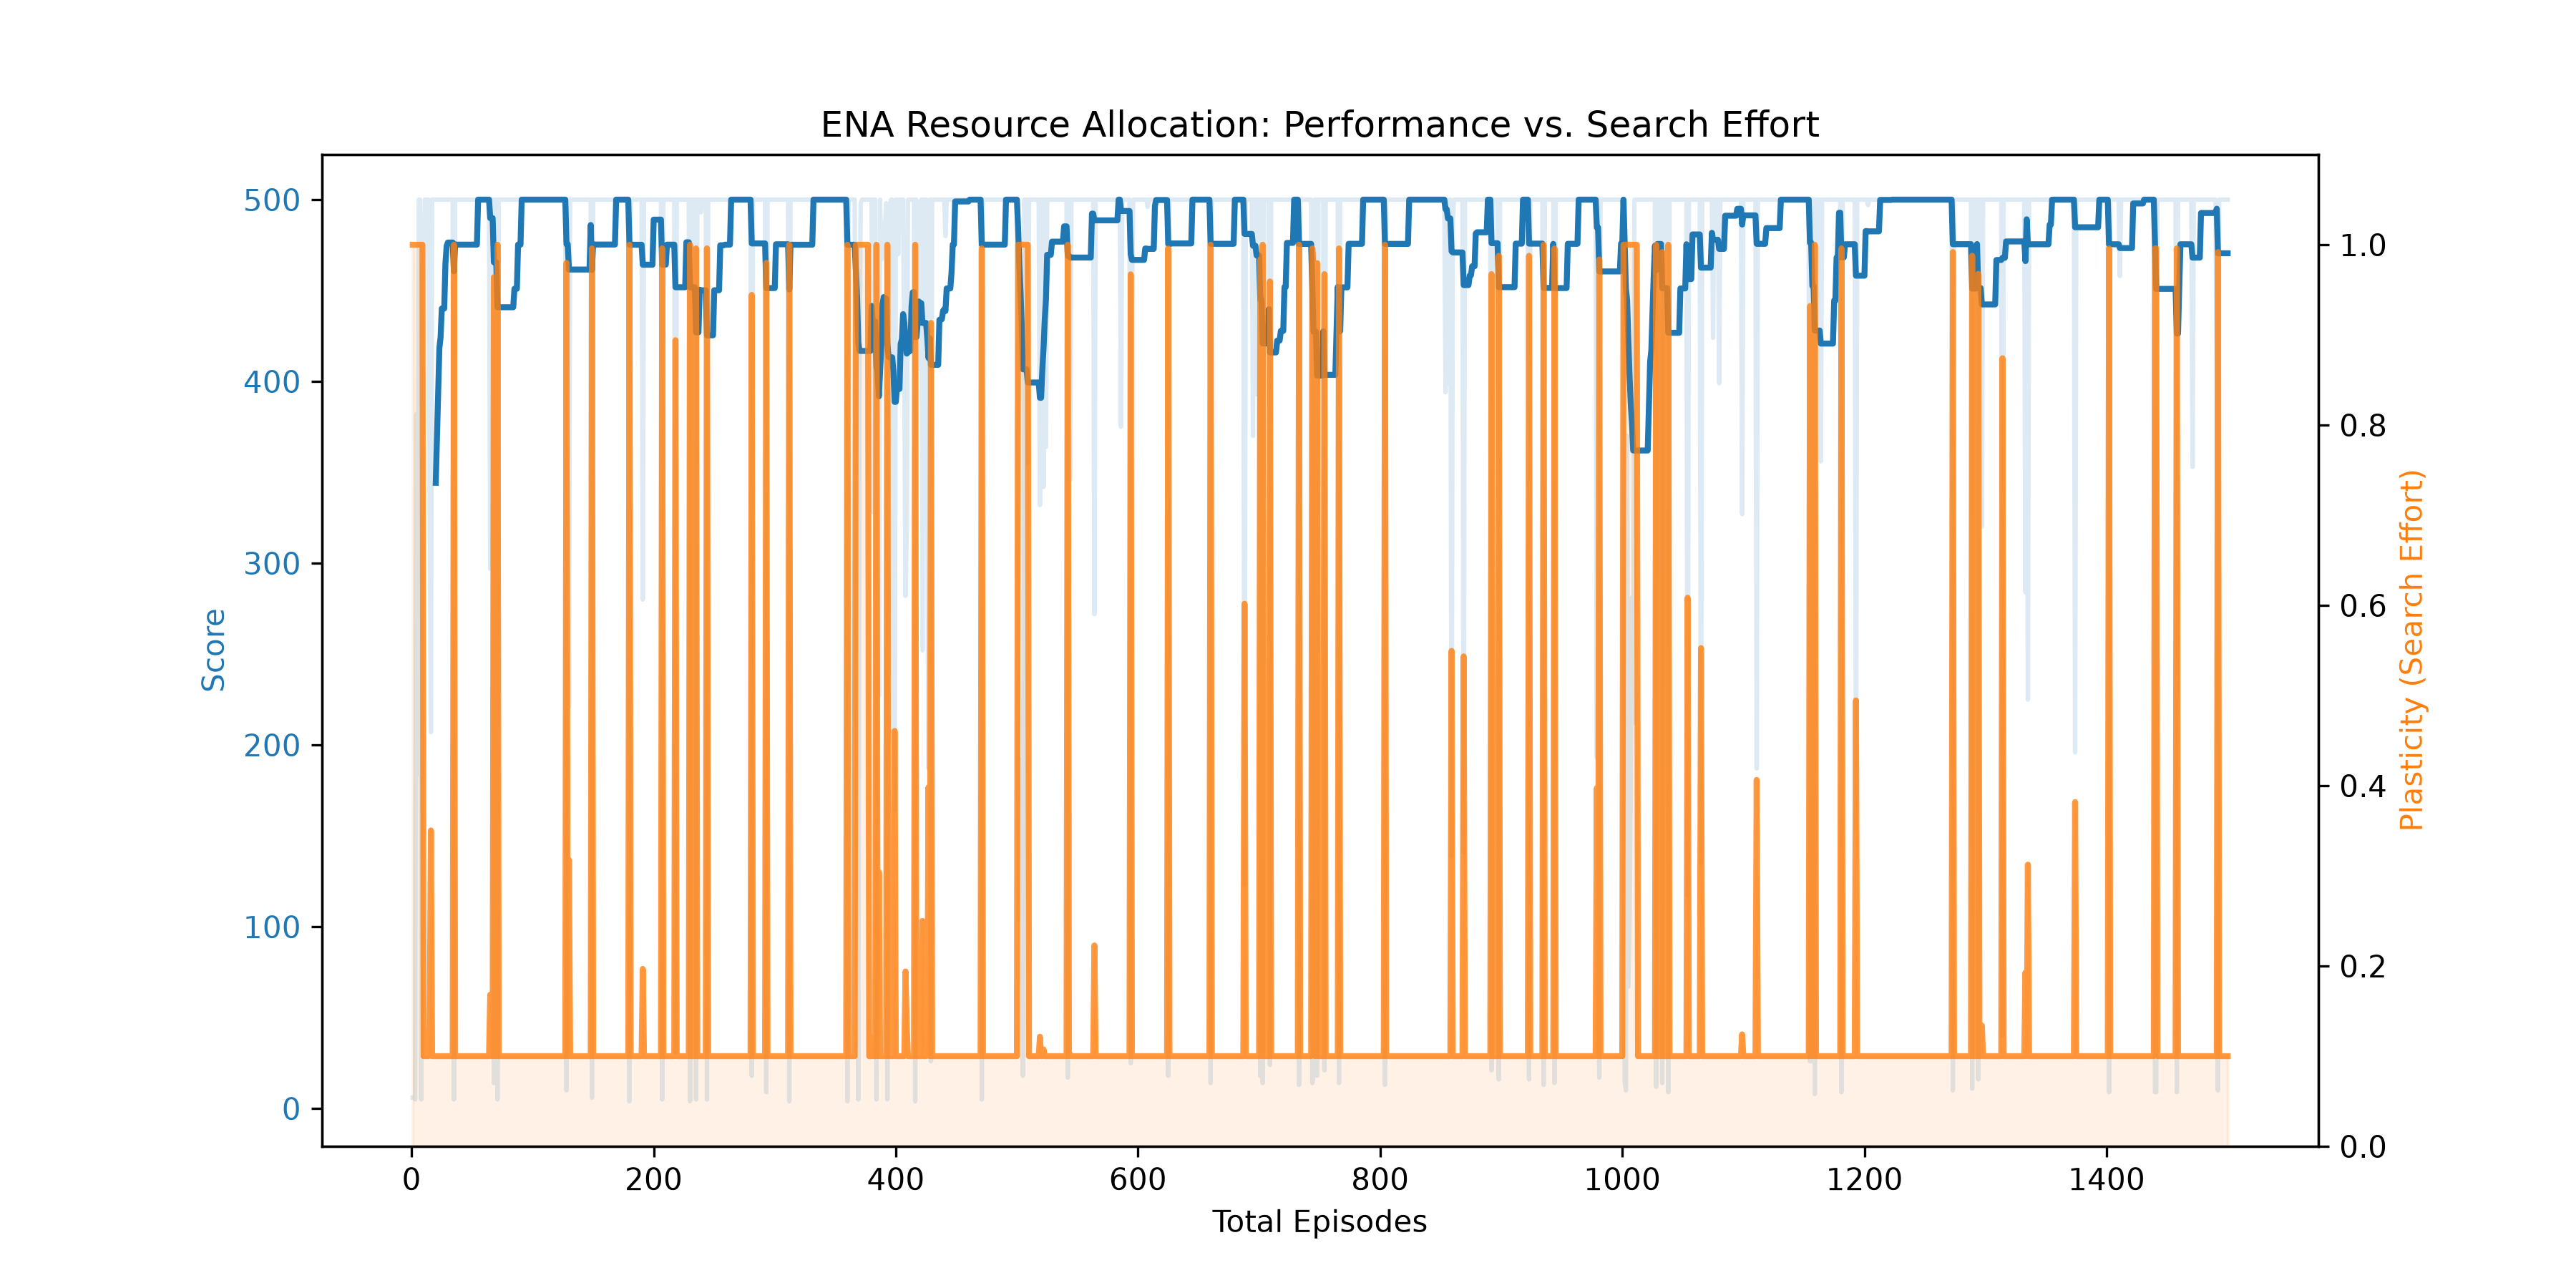 ENA Resource Allocation: Performance vs. Search Effort
500
400
300
200
100
0
Score
1.0
0.8
0.6
0.4
0.2
0.0
Plasticity (Search Effort)
0 200 400 600 800 1000 1200 1400
Total Episodes